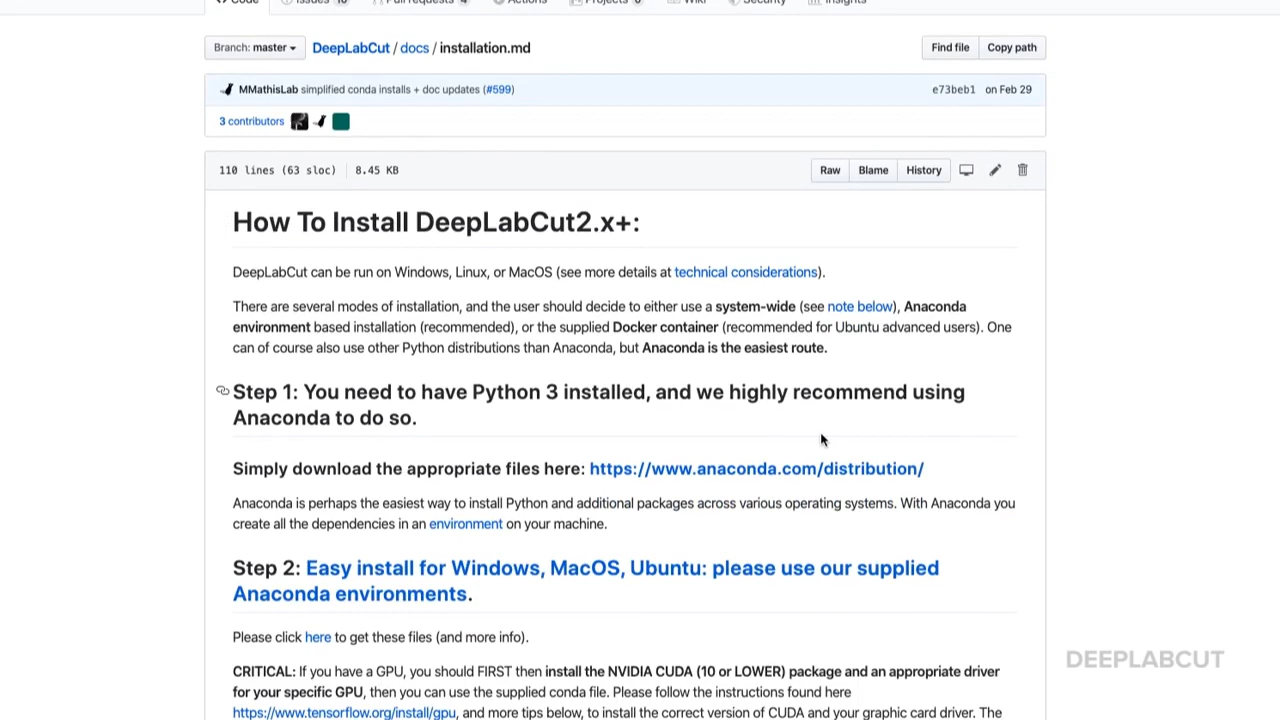 Code Issues 10 Pull requests 4 Actions Projects 0 Wiki Security Insights
Branch: master DeepLabCut / docs / installation.md Find file Copy path
MMathisLab simplified conda installs + doc updates (#599) e73beb1 on Feb 29
3 contributors
110 lines (63 sloc) 8.45 KB Raw Blame History
How To Install DeepLabCut2.x+:
DeepLabCut can be run on Windows, Linux, or MacOS (see more details at technical considerations).
There are several modes of installation, and the user should decide to either use a system-wide (see note below), Anaconda
environment based installation (recommended), or the supplied Docker container (recommended for Ubuntu advanced users). One
can of course also use other Python distributions than Anaconda, but Anaconda is the easiest route.
Step 1: You need to have Python 3 installed, and we highly recommend using
Anaconda to do so.
Simply download the appropriate files here: https://www.anaconda.com/distribution/
Anaconda is perhaps the easiest way to install Python and additional packages across various operating systems. With Anaconda you
create all the dependencies in an environment on your machine.
Step 2: Easy install for Windows, MacOS, Ubuntu: please use our supplied
Anaconda environments.
Please click here to get these files (and more info).
CRITICAL: If you have a GPU, you should FIRST then install the NVIDIA CUDA (10 or LOWER) package and an appropriate driver
for your specific GPU, then you can use the supplied conda file. Please follow the instructions found here
https://www.tensorflow.org/install/gpu, and more tips below, to install the correct version of CUDA and your graphic card driver. The
DEEPLABCUT